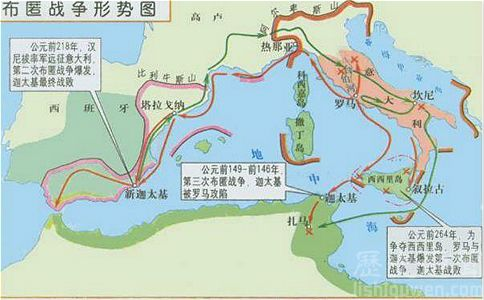 布匿战争形势图
高卢
阿尔卑斯山
公元前218年，汉
尼拔率军远征意大利，
第二次布匿战争爆发，
迦太基最终战败
热那亚
比利牛斯山
科西嘉岛
意大利
罗马
坎尼
西班牙
塔拉戈纳
撒丁岛
地中海
公元前149-前146年，
第三次布匿战争，迦太基
被罗马攻陷
新迦太基
迦太基
西西里岛
叙拉古
扎马
公元前264年，为
争夺西西里岛，罗马与
迦太基爆发第一次布匿
战争，迦太基战败